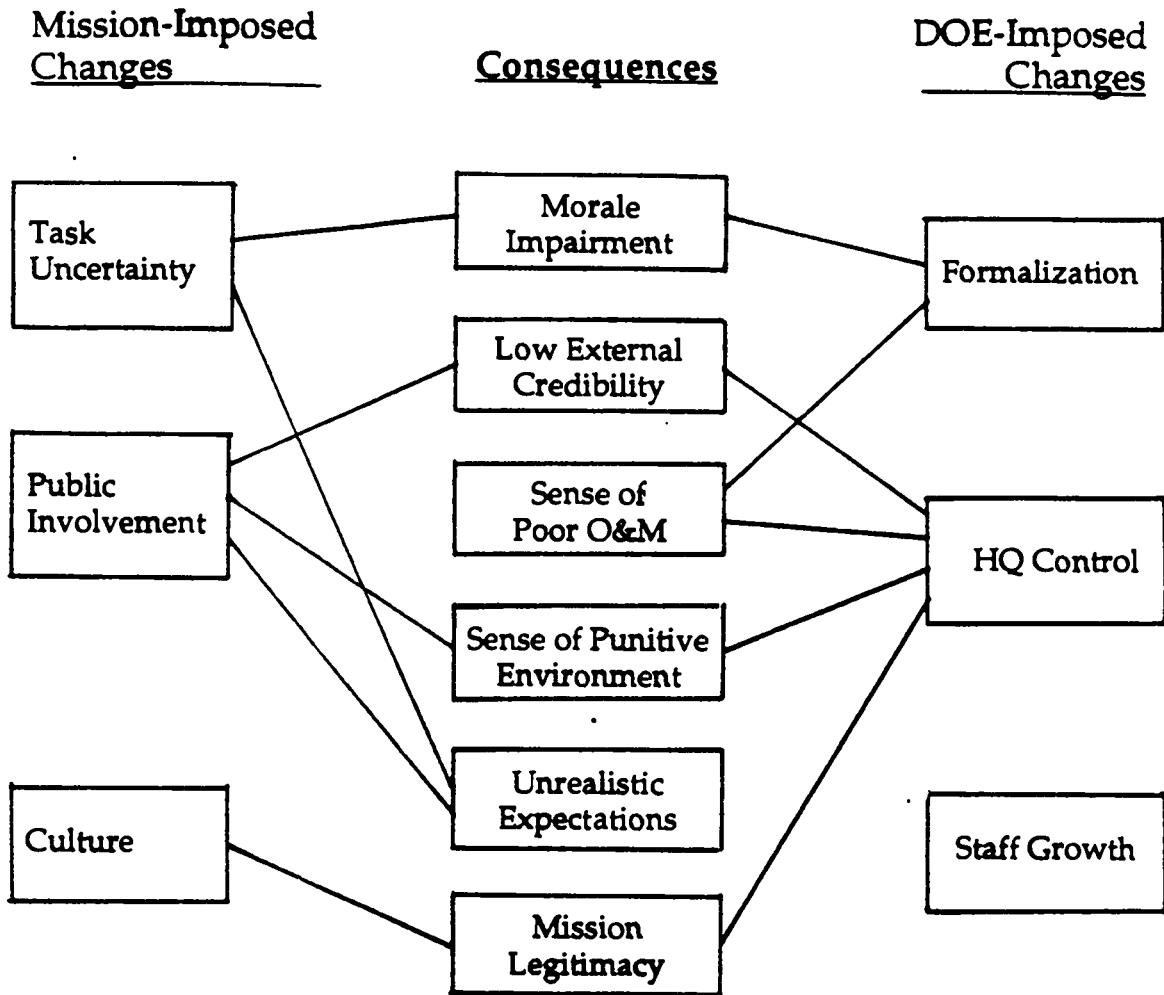 Mission-Imposed
Changes
Consequences
DOE-Imposed
Changes
Task
Uncertainty
Public
Involvement
Culture
Morale
Impairment
Low External
Credibility
Sense of
Poor O&M
Sense of Punitive
Environment
Unrealistic
Expectations
Mission
Legitimacy
Formalization
HQ Control
Staff Growth